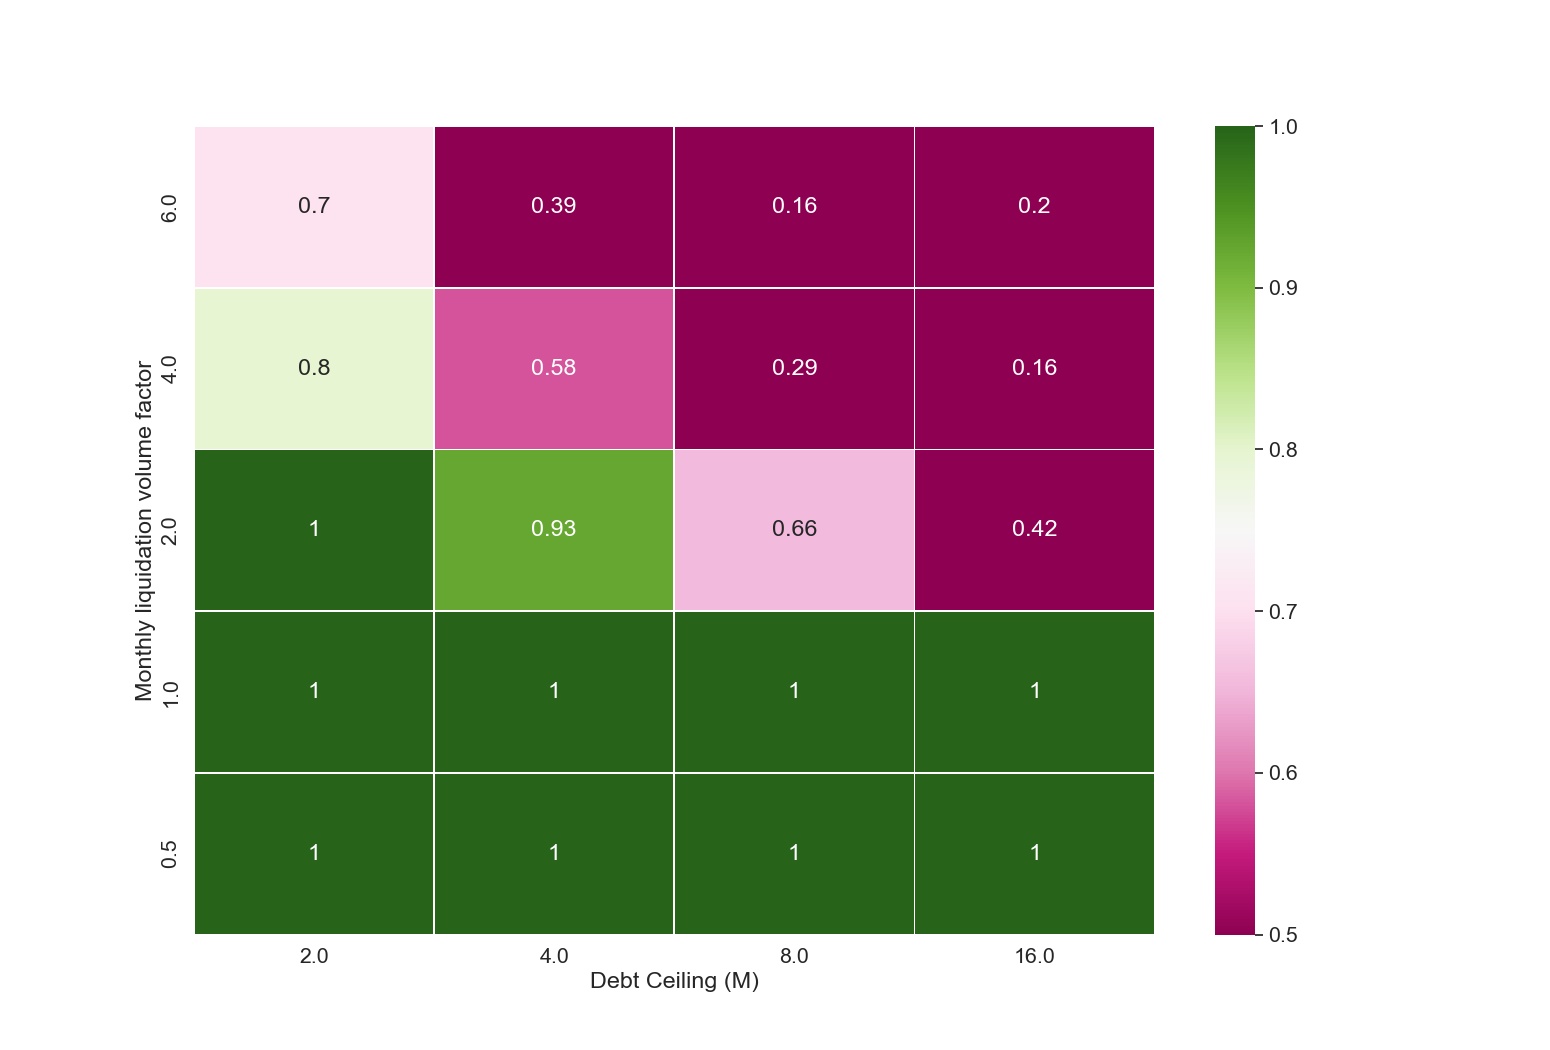 1.0
6.0 0.7 0.39 0.16 0.2
0.9
4.0 0.8 0.58 0.29 0.16
0.8
Monthly liquidation volume factor
2.0 1 0.93 0.66 0.42
0.7
1.0 1 1 1 1
0.6
0.5 1 1 1 1
0.5
2.0 4.0 8.0 16.0
Debt Ceiling (M)